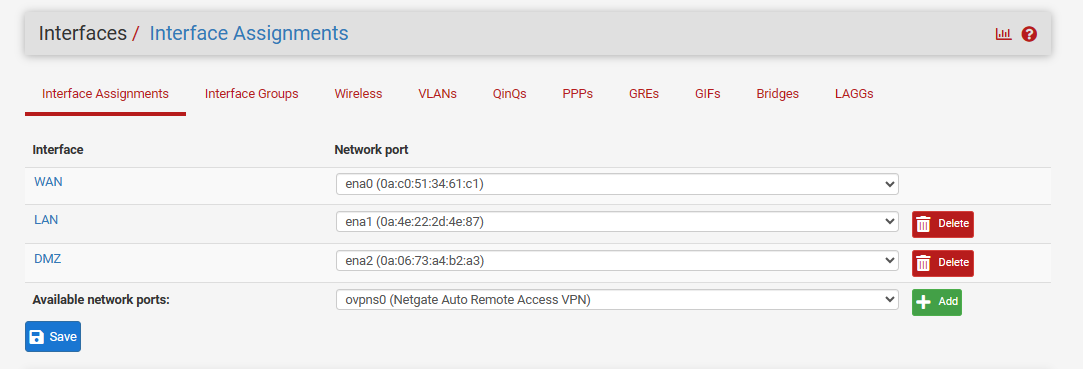 Interfaces / Interface Assignments
Interface Assignments Interface Groups Wireless VLANs QinQs PPPs GREs GIFs Bridges LAGGs
Interface Network port
WAN ena0 (0a:c0:51:34:61:c1)
LAN ena1 (0a:4e:22:2d:4e:87) Delete
DMZ ena2 (0a:06:73:a4:b2:a3) Delete
Available network ports: ovpns0 (Netgate Auto Remote Access VPN) Add
Save